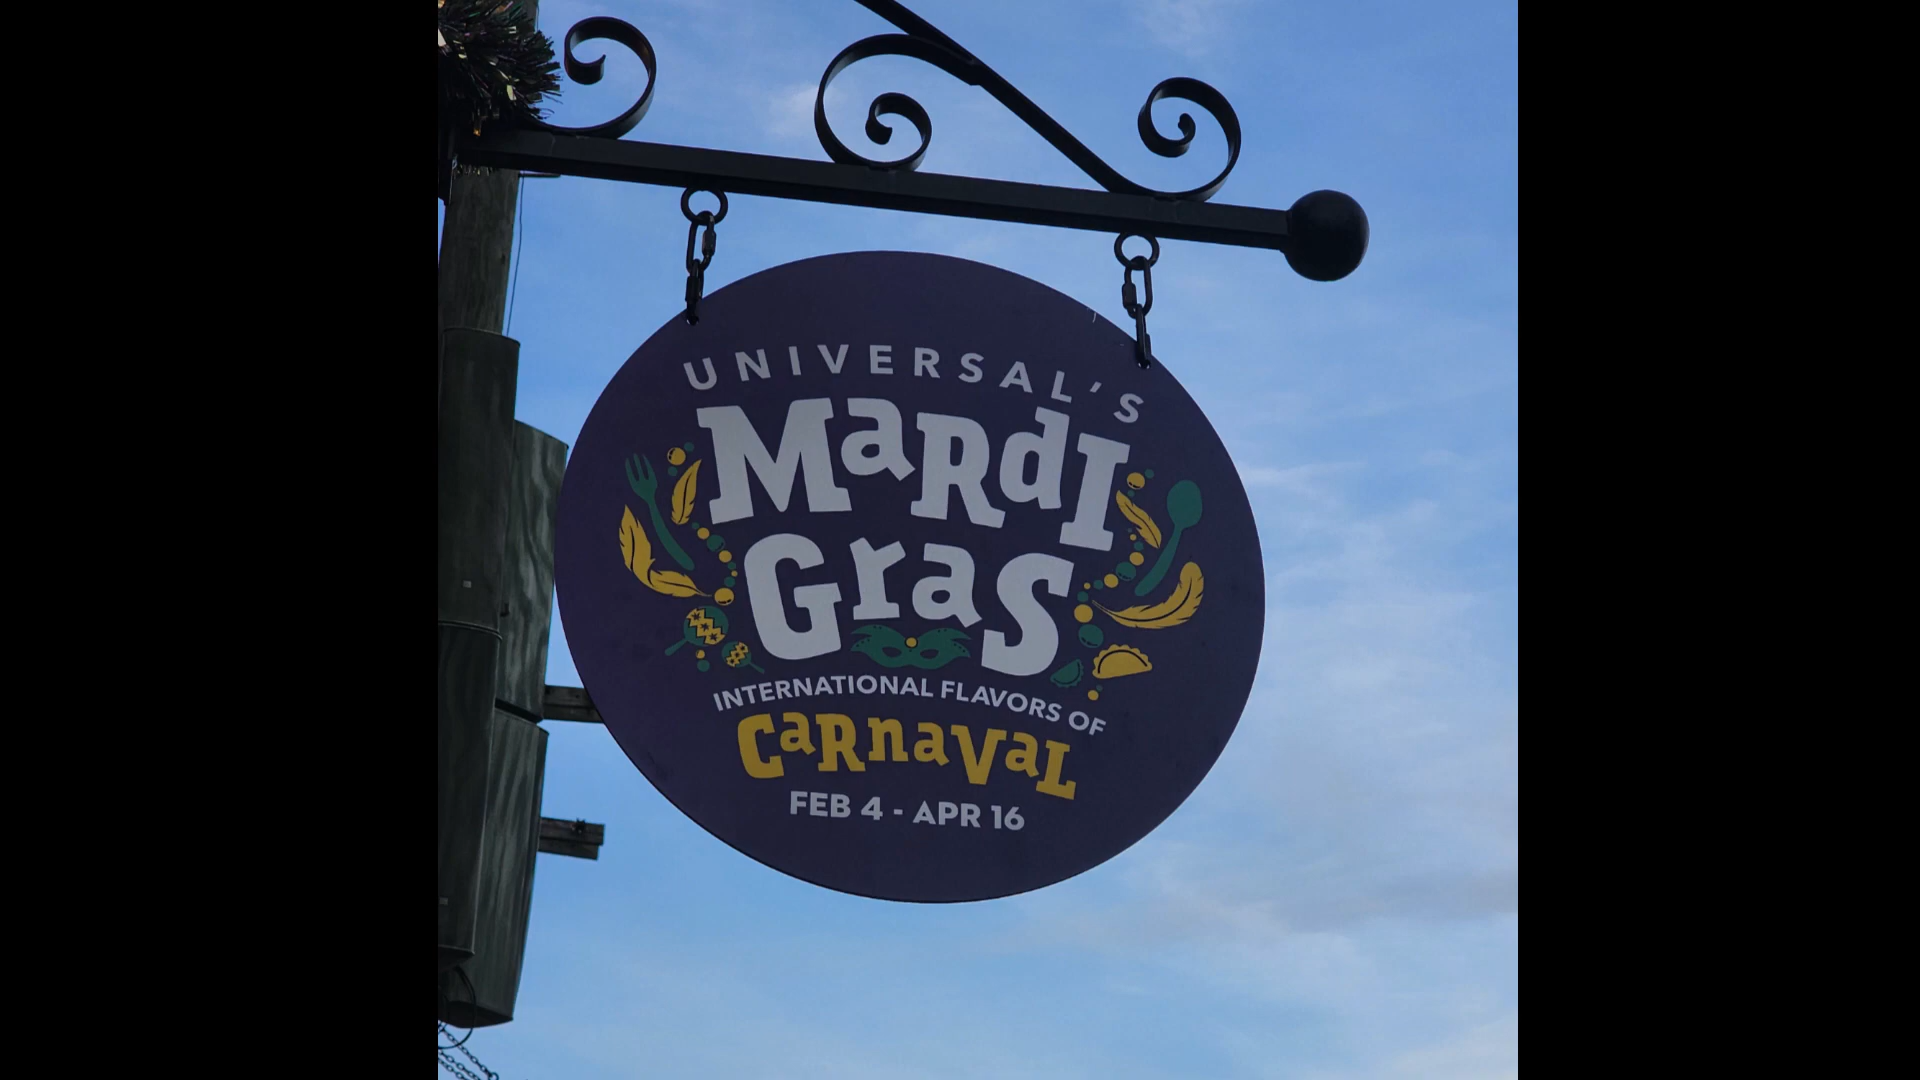 UNIVERSAL'S
MaRdI
GraS
INTERNATIONAL FLAVORS OF
CaRnaVaL
FEB 4 - APR 16